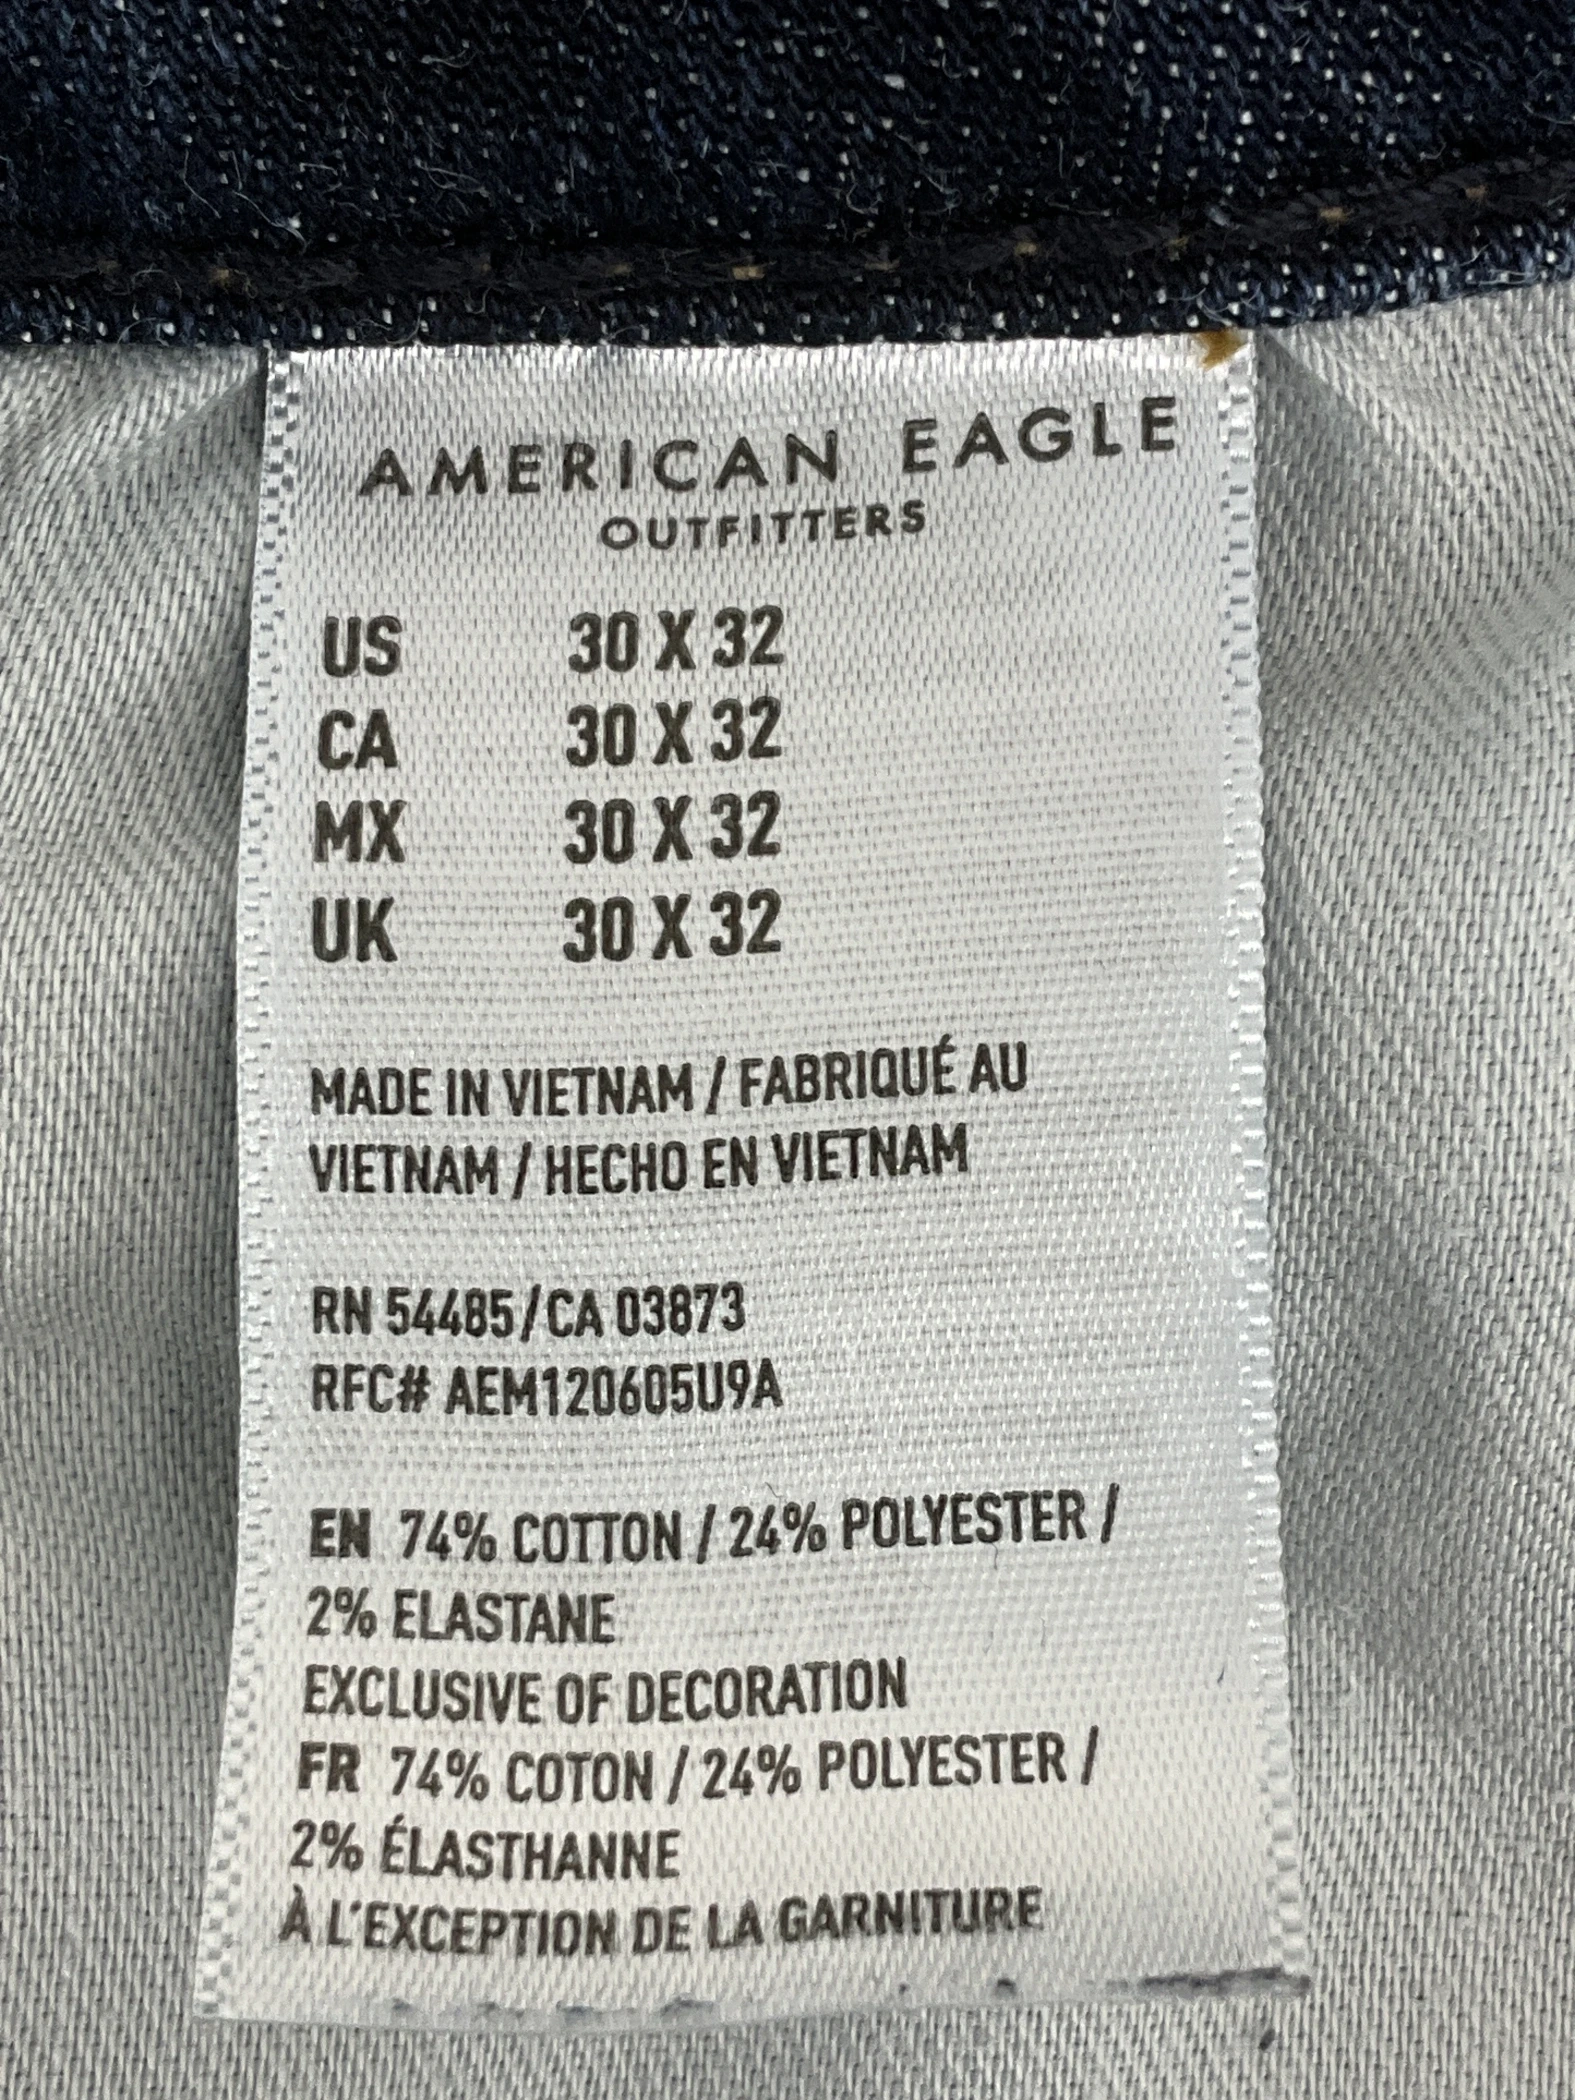 AMERICAN EAGLE
OUTFITTERS
US 30 X 32
CA 30 X 32
MX 30 X 32
UK 30 X 32
MADE IN VIETNAM / FABRIQUÉ AU
VIETNAM / HECHO EN VIETNAM
RN 54485/CA 03873
RFC# AEM120605U9A
EN 74% COTTON / 24% POLYESTER /
2% ELASTANE
EXCLUSIVE OF DECORATION
FR 74% COTON / 24% POLYESTER /
2% ÉLASTHANNE
À L'EXCEPTION DE LA GARNITURE